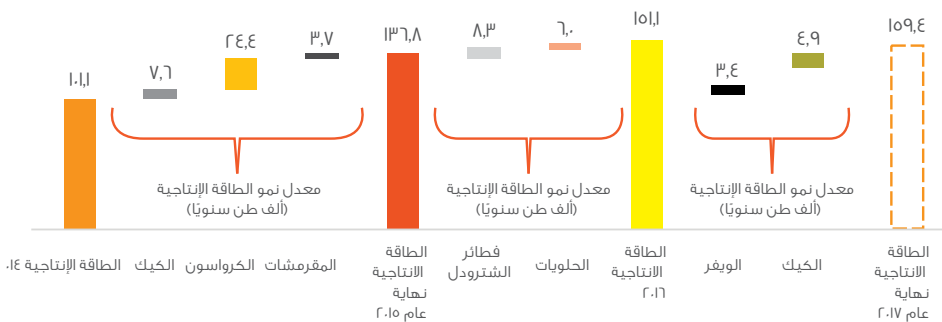 ١٠١,١
٧,٦
٢٤,٤
٣,٧
١٣٦,٨
٨,٣
٦,٠
١٥١,١
٣,٤
٤,٩
١٥٩,٤
معدل نمو الطاقة الإنتاجية
(ألف طن سنويًا)
معدل نمو الطاقة الإنتاجية
(ألف طن سنويًا)
معدل نمو الطاقة الإنتاجية
(ألف طن سنويًا)
الطاقة الإنتاجية ٠١٤
الكيك
الكرواسون
المقرمشات
الطاقة
الانتاجية
نهاية
عام ٢٠١٥
فطائر
الشترودل
الحلويات
الطاقة
الانتاجية
٢٠١٦
الويفر
الكيك
الطاقة
الانتاجية
نهاية
عام ٢٠١٧